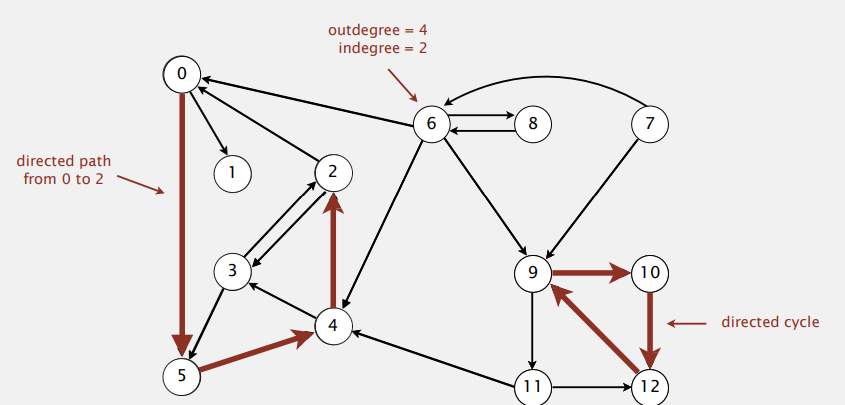 outdegree = 4
indegree = 2
0
6
8
7
directed path
from 0 to 2
1
2
3
9
10
4
directed cycle
5
11
12